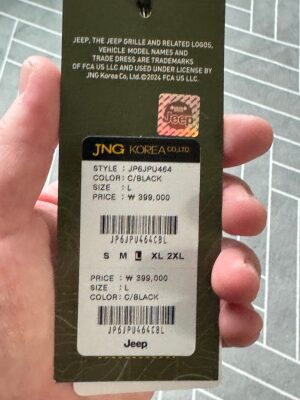 JEEP, THE JEEP GRILLE AND RELATED LOGOS,
VEHICLE MODEL NAMES AND
TRADE DRESS ARE TRADEMARKS
OF FCA US LLC AND USED UNDER LICENSE BY
JNG Korea Co, Ltd.©2024 FCA US LLC.
Jeep
JNG KOREA CO.,LTD.
STYLE : JP6JPU464
COLOR : C/BLACK
SIZE : L
PRICE : ₩ 399,000
JP6JPU464CBL
S M L XL 2XL
PRICE : ₩ 399,000
SIZE : L
COLOR : C/BLACK
JP6JPU464CBL
Jeep